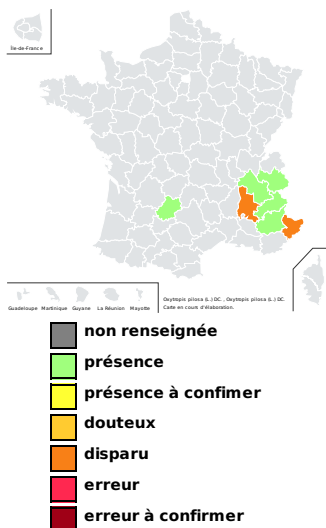 Île-de-France
Guadeloupe Martinique Guyane La Réunion Mayotte
Oxytropis pilosa (L.) DC. , Oxytropis pilosa (L.) DC.
Carte en cours d'élaboration.
non renseignée
présence
présence à confimer
douteux
disparu
erreur
erreur à confirmer